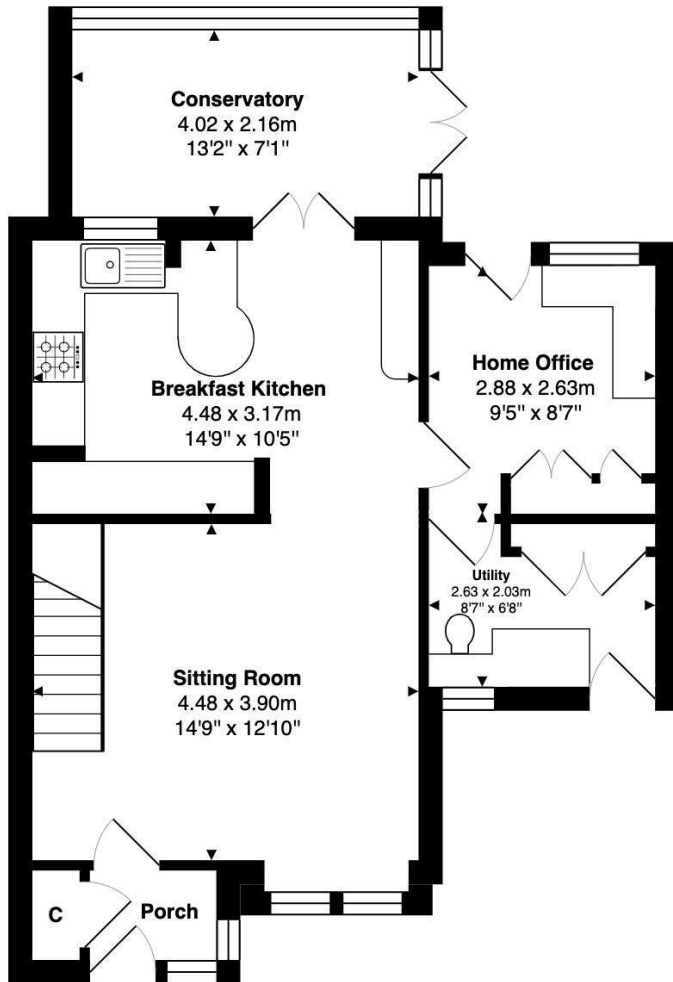 Conservatory
4.02 x 2.16m
13'2" x 7'1"
Home Office
2.88 x 2.63m
9'5" x 8'7"
Breakfast Kitchen
4.48 x 3.17m
14'9" x 10'5"
Utility
2.63 x 2.03m
8'7" x 6'8"
Sitting Room
4.48 x 3.90m
14'9" x 12'10"
C
Porch